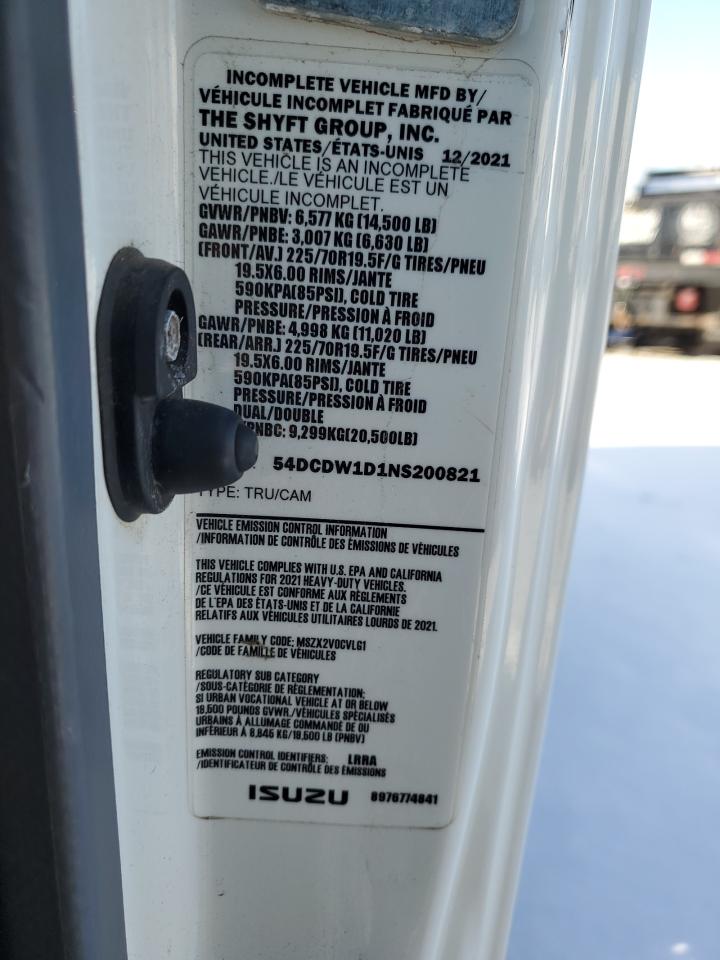 INCOMPLETE VEHICLE MFD BY/
VÉHICULE INCOMPLET FABRIQUÉ PAR
THE SHYFT GROUP, INC.
UNITED STATES/ÉTATS-UNIS 12/2021
THIS VEHICLE IS AN INCOMPLETE
VEHICLE./LE VÉHICULE EST UN
VÉHICULE INCOMPLET.
GVWR/PNBV: 6,577 KG (14,500 LB)
GAWR/PNBE: 3,007 KG (6,630 LB)
(FRONT/AV.) 225/70R19.5F/G TIRES/PNEU
19.5X6.00 RIMS/JANTE
590KPA(85PSI), COLD TIRE
PRESSURE/PRESSION À FROID
GAWR/PNBE: 4,998 KG (11,020 LB)
(REAR/ARR.) 225/70R19.5F/G TIRES/PNEU
19.5X6.00 RIMS/JANTE
590KPA(85PSI), COLD TIRE
PRESSURE/PRESSION À FROID
DUAL/DOUBLE
PNBC: 9,299KG(20,500LB)
54DCDW1D1NS200821
TYPE: TRU/CAM
VEHICLE EMISSION CONTROL INFORMATION
/INFORMATION DE CONTRÔLE DES ÉMISSIONS DE VÉHICULES
THIS VEHICLE COMPLIES WITH U.S. EPA AND CALIFORNIA
REGULATIONS FOR 2021 HEAVY-DUTY VEHICLES.
/CE VÉHICULE EST CONFORME AUX RÈGLEMENTS
DE L'EPA DES ÉTATS-UNIS ET DE LA CALIFORNIE
RELATIFS AUX VÉHICULES UTILITAIRES LOURDS DE 2021.
VEHICLE FAMILY CODE: MSZX2VOCVLG1
/CODE DE FAMILLE DE VÉHICULES
REGULATORY SUB CATEGORY
/SOUS-CATÉGORIE DE RÉGLEMENTATION:
SI URBAN VOCATIONAL VEHICLE AT OR BELOW
19,500 POUNDS GVWR./VÉHICULES SPÉCIALISÉS
URBAINS À ALLUMAGE COMMANDÉ DE OU
INFÉRIEUR À 8,845 KG/19,500 LB (PNBV)
EMISSION CONTROL IDENTIFIERS: LRRA
/IDENTIFICATEUR DE CONTRÔLE DES ÉMISSIONS
ISUZU 8976774841